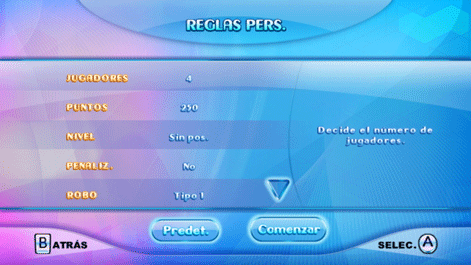 REGLAS PERS.
JUGADORES 4
PUNTOS 250
NIVEL Sin pos.
PENALIZ. No
ROBO Tipo 1
Decide el numero de
jugadores.
Predet. Comenzar
B ATRÁS SELEC. A